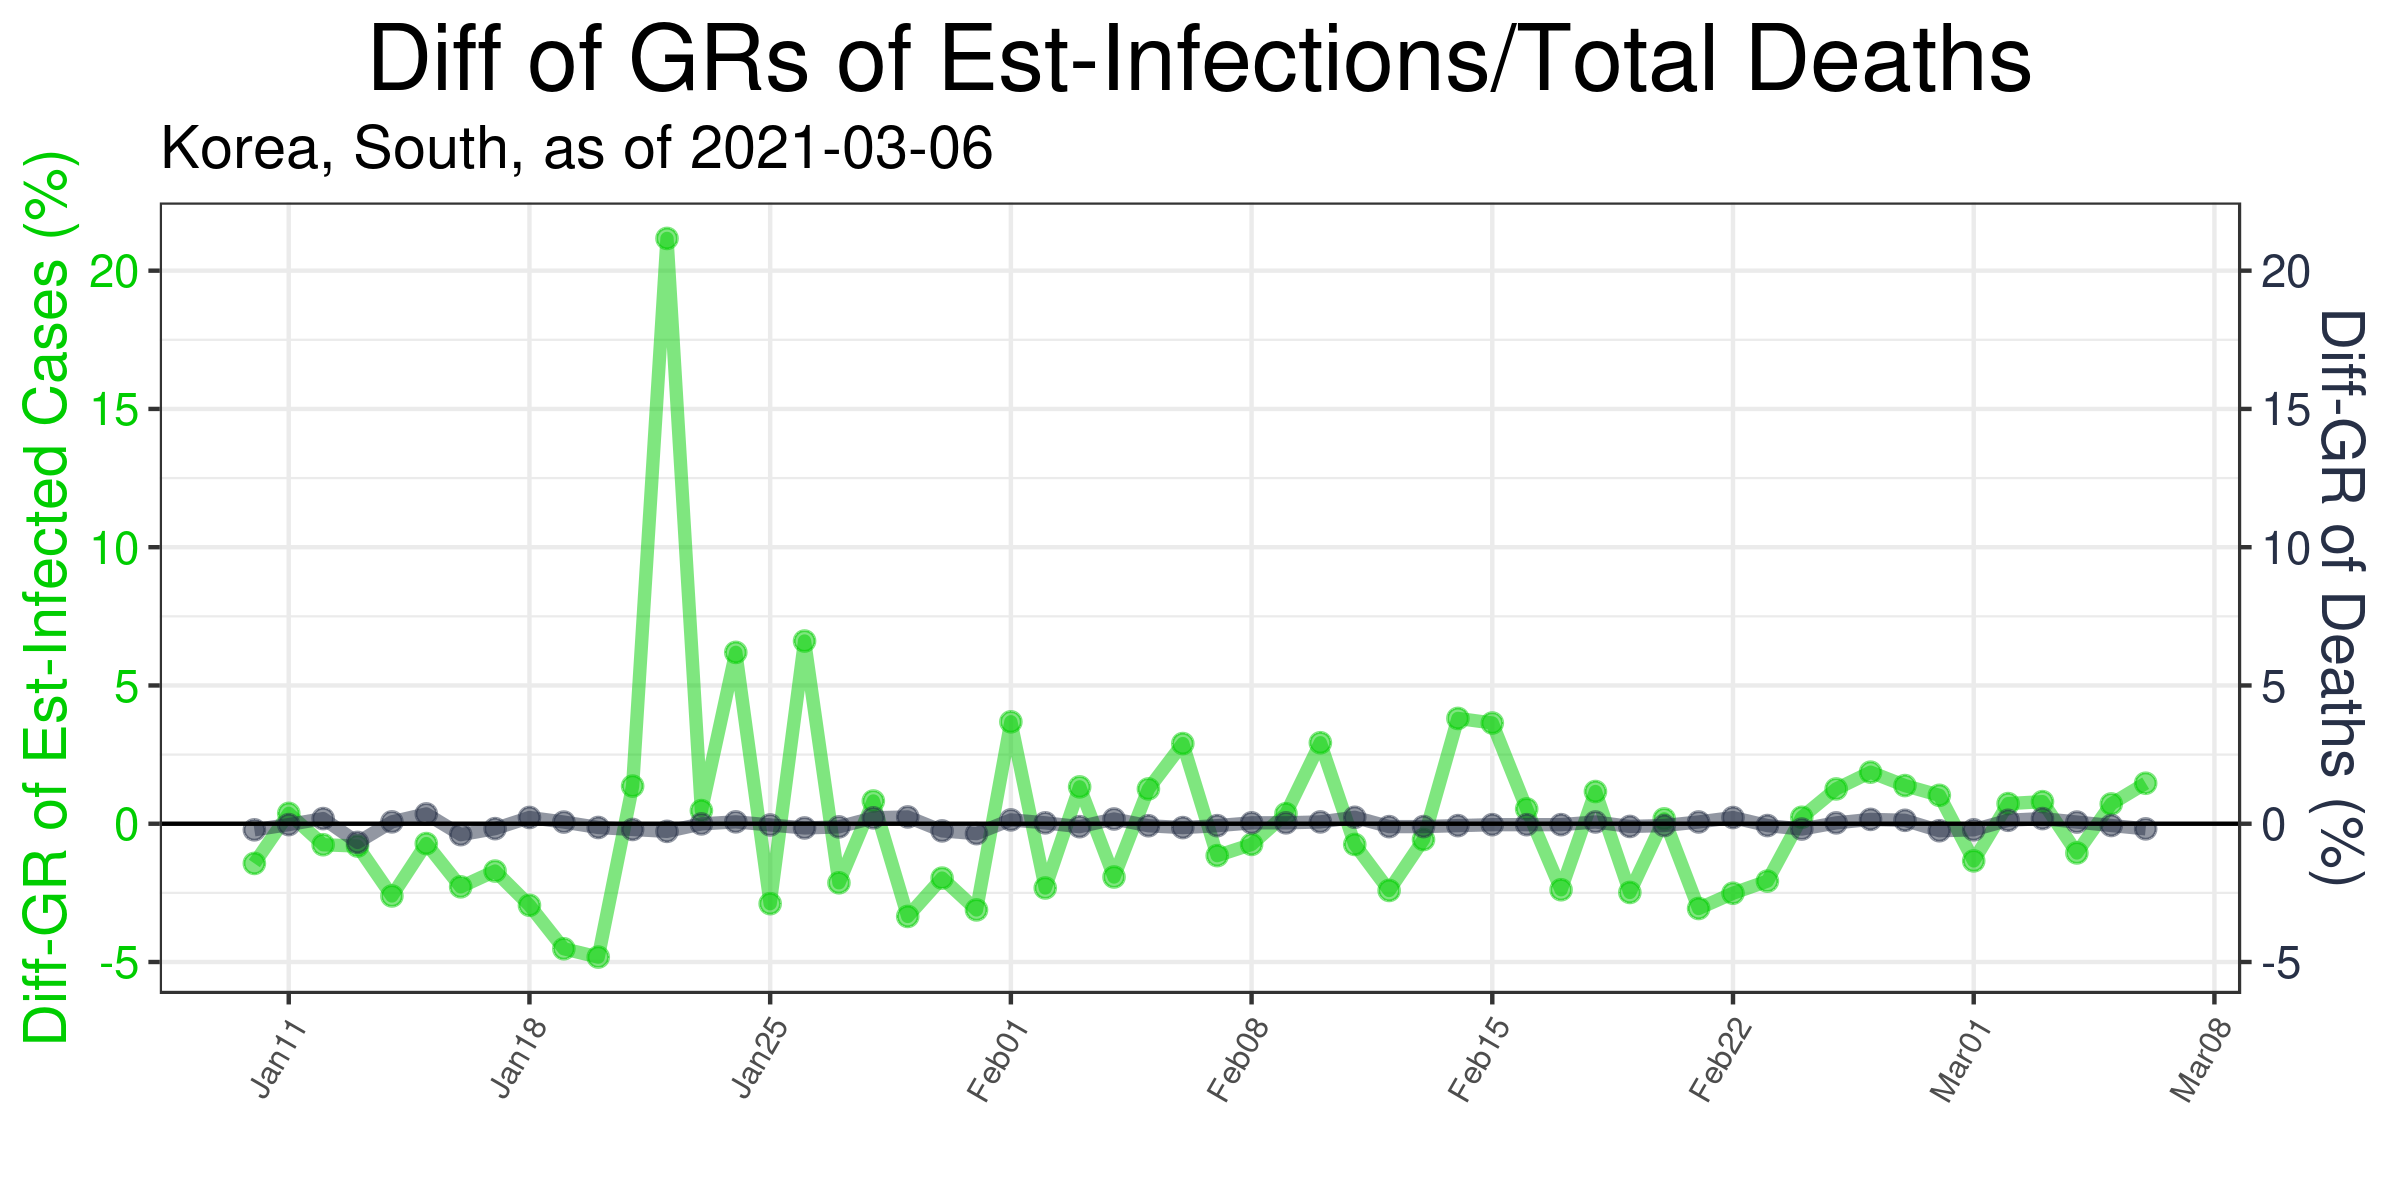 Diff of GRs of Est-Infections/Total Deaths
Korea, South, as of 2021-03-06
Diff-GR of Est-Infected Cases (%)
20
15
10
5
0
-5
20
15
10
5
0
-5
Diff-GR of Deaths (%)
Jan11
Jan18
Jan25
Feb01
Feb08
Feb15
Feb22
Mar01
Mar08